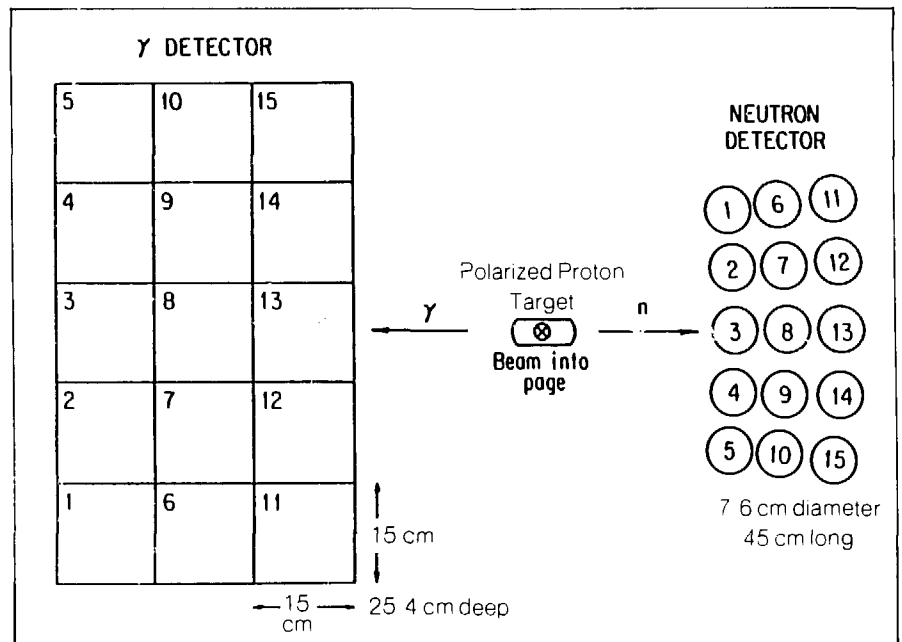 γ DETECTOR
5 10 15
4 9 14
3 8 13
2 7 12
1 6 11
15 cm
15
cm
25 4 cm deep
γ
Polarized Proton
Target
Beam into
page
n
NEUTRON
DETECTOR
1 6 11
2 7 12
3 8 13
4 9 14
5 10 15
7 6 cm diameter
45 cm long